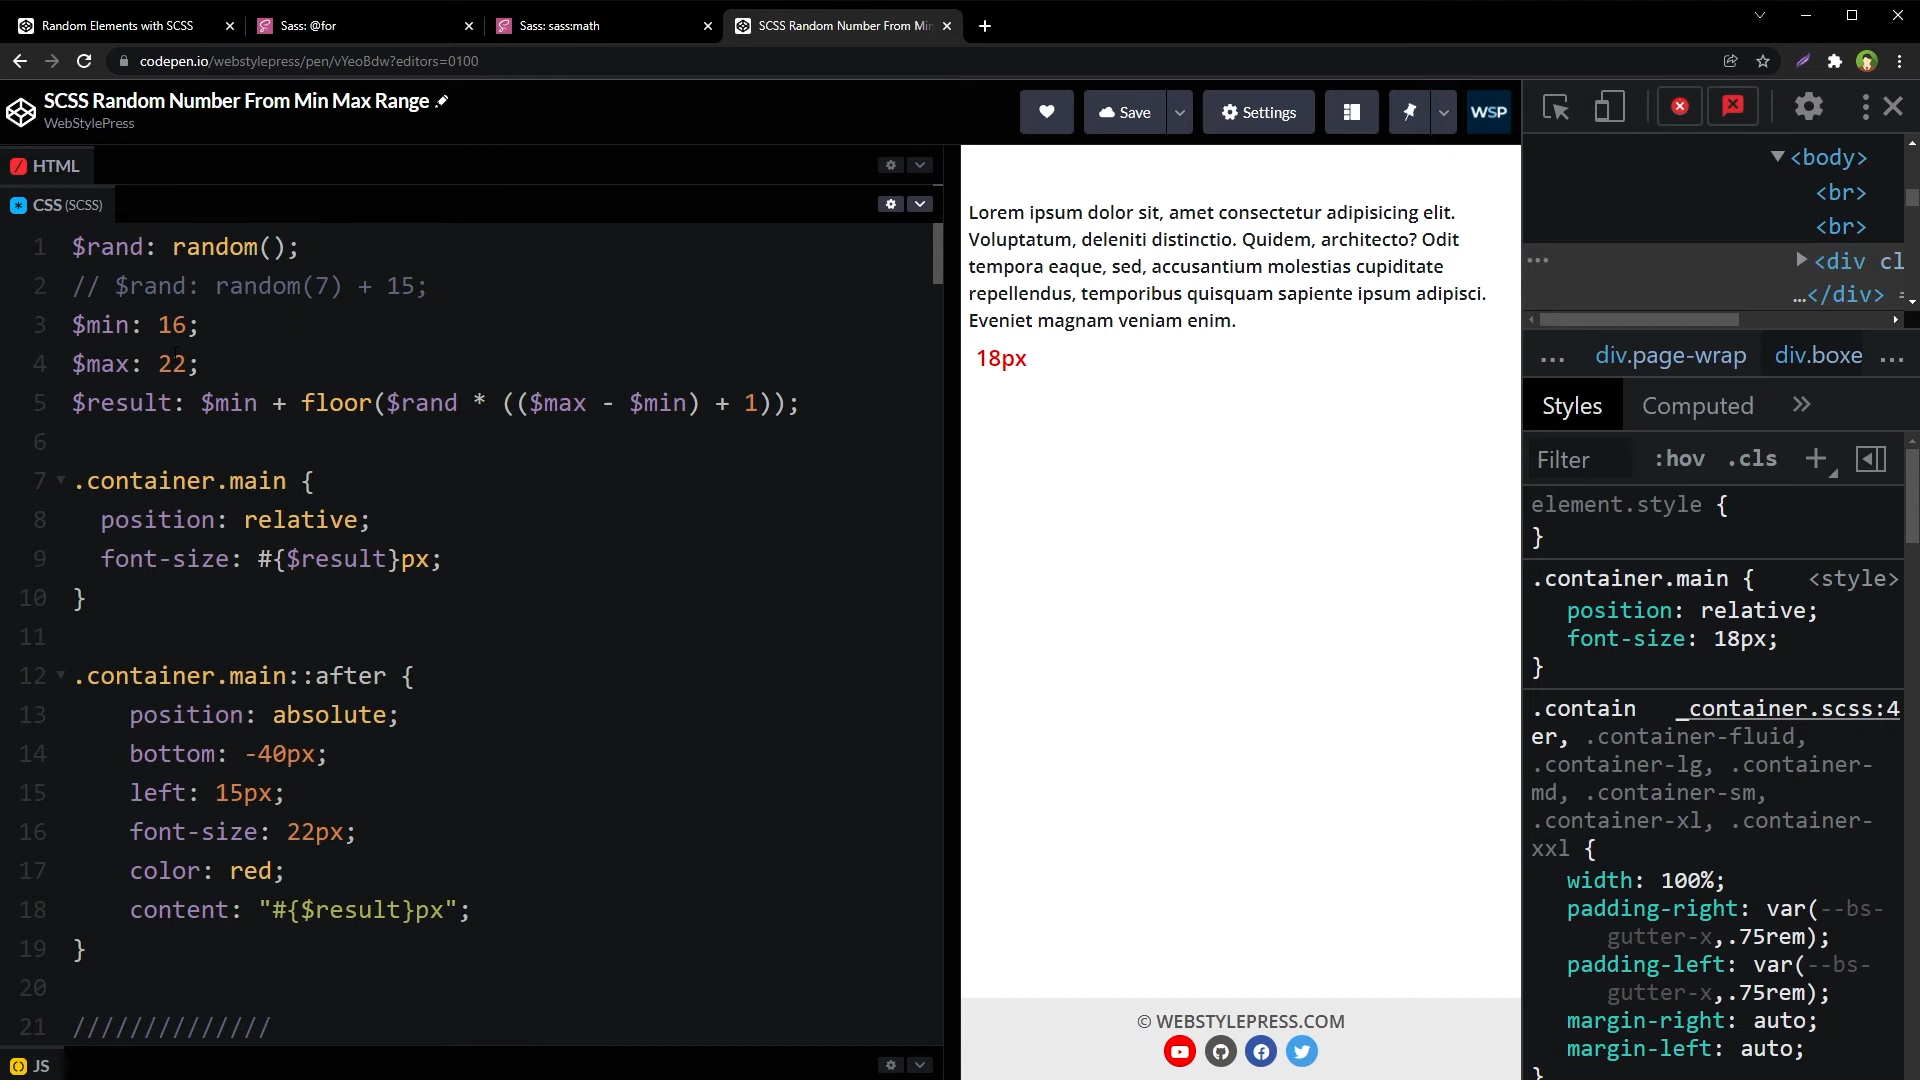 Random Elements with SCSS
Sass: @for
Sass: sass:math
SCSS Random Number From Min
codepen.io/webstylepress/pen/vYeoBdw?editors=0100
SCSS Random Number From Min Max Range
WebStylePress
Save
Settings
WSP
HTML
CSS (SCSS)
1 $rand: random();
2 // $rand: random(7) + 15;
3 $min: 16;
4 $max: 22;
5 $result: $min + floor($rand * (($max - $min) + 1));
6
7 .container.main {
8 position: relative;
9 font-size: #{$result}px;
10 }
11
12 .container.main::after {
13 position: absolute;
14 bottom: -40px;
15 left: 15px;
16 font-size: 22px;
17 color: red;
18 content: "#{$result}px";
19 }
20
21 //////////////
JS
Lorem ipsum dolor sit, amet consectetur adipisicing elit.
Voluptatum, deleniti distinctio. Quidem, architecto? Odit
tempora eaque, sed, accusantium molestias cupiditate
repellendus, temporibus quisquam sapiente ipsum adipisci.
Eveniet magnam veniam enim.
18px
© WEBSTYLEPRESS.COM
<body>
<br>
<br>
<div cl
…</div> =
... div.page-wrap div.boxe ...
Styles Computed »
Filter :hov .cls
element.style {
}
.container.main { <style>
position: relative;
font-size: 18px;
}
.contain _container.scss:4
er, .container-fluid,
.container-lg, .container-
md, .container-sm,
.container-xl, .container-
xxl {
width: 100%;
padding-right: var(--bs-
gutter-x,.75rem);
padding-left: var(--bs-
gutter-x,.75rem);
margin-right: auto;
margin-left: auto;
}